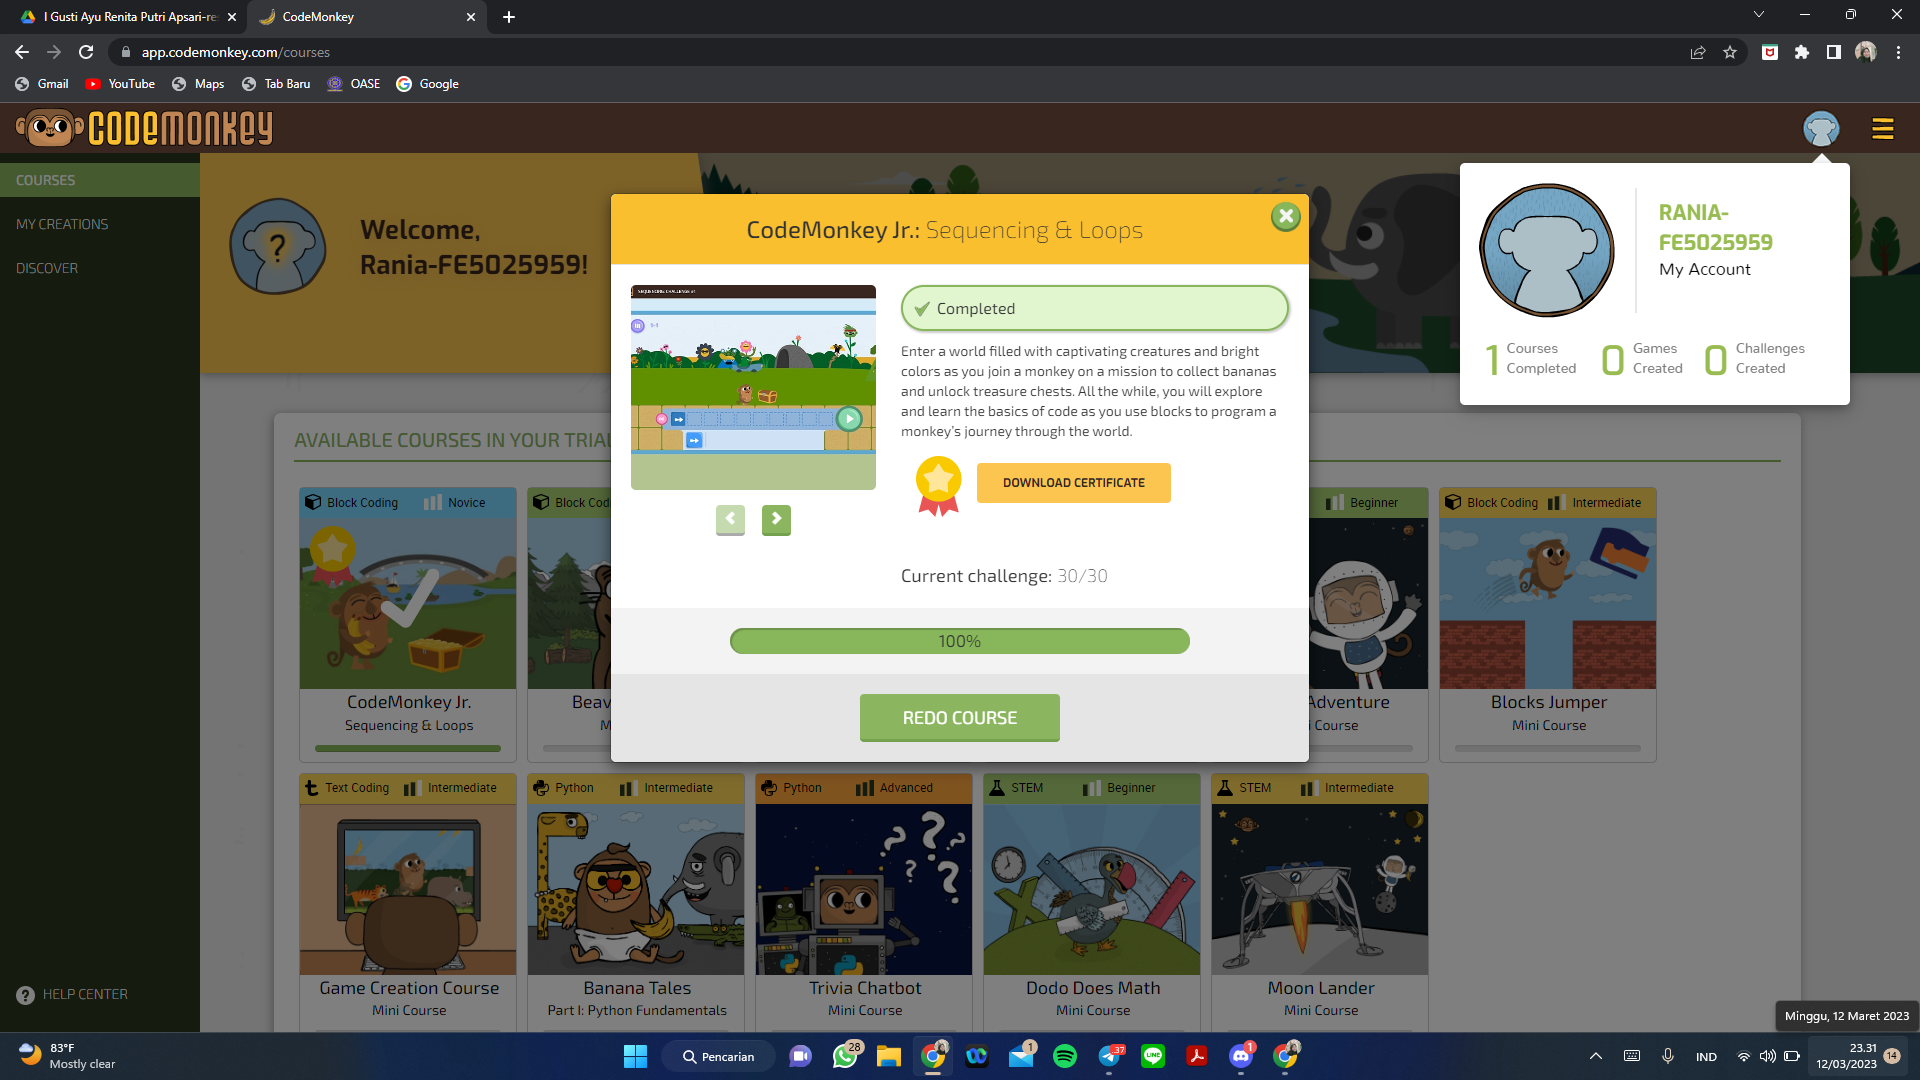 I Gusti Ayu Renita Putri Apsari-re
CodeMonkey
app.codemonkey.com/courses
Gmail
YouTube
Maps
Tab Baru
OASE
Google
CODEMONKEY
COURSES
MY CREATIONS
DISCOVER
HELP CENTER
Welcome,
Rania-FE5025959!
RANIA-
FE5025959
My Account
1 Courses Completed
0 Games Created
0 Challenges Created
CodeMonkey Jr.: Sequencing & Loops
Completed
Enter a world filled with captivating creatures and bright
colors as you join a monkey on a mission to collect bananas
and unlock treasure chests. All the while, you will explore
and learn the basics of code as you use blocks to program a
monkey's journey through the world.
DOWNLOAD CERTIFICATE
Current challenge: 30/30
100%
REDO COURSE
AVAILABLE COURSES IN YOUR TRIAL
Block Coding Novice
CodeMonkey Jr.
Sequencing & Loops
Block Cod
Beav
M
Beginner
Adventure
i Course
Block Coding Intermediate
Blocks Jumper
Mini Course
Text Coding Intermediate
Game Creation Course
Mini Course
Python Intermediate
Banana Tales
Part I: Python Fundamentals
Python Advanced
Trivia Chatbot
Mini Course
STEM Beginner
Dodo Does Math
Mini Course
STEM Intermediate
Moon Lander
Mini Course
Minggu, 12 Maret 2023
83°F
Mostly clear
Pencarian
28
1
37
LINE
1
IND
23.31
12/03/2023
14